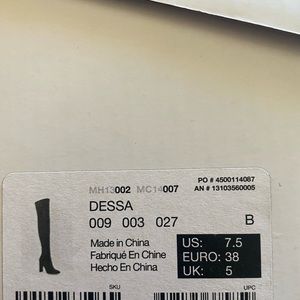 PO # 4500114087
MH13002 MC14007 AN # 13103560005
DESSA
009 003 027 B
Made in China
Fabriqué En Chine
Hecho En China
US: 7.5
EURO: 38
UK: 5
SKU UPC